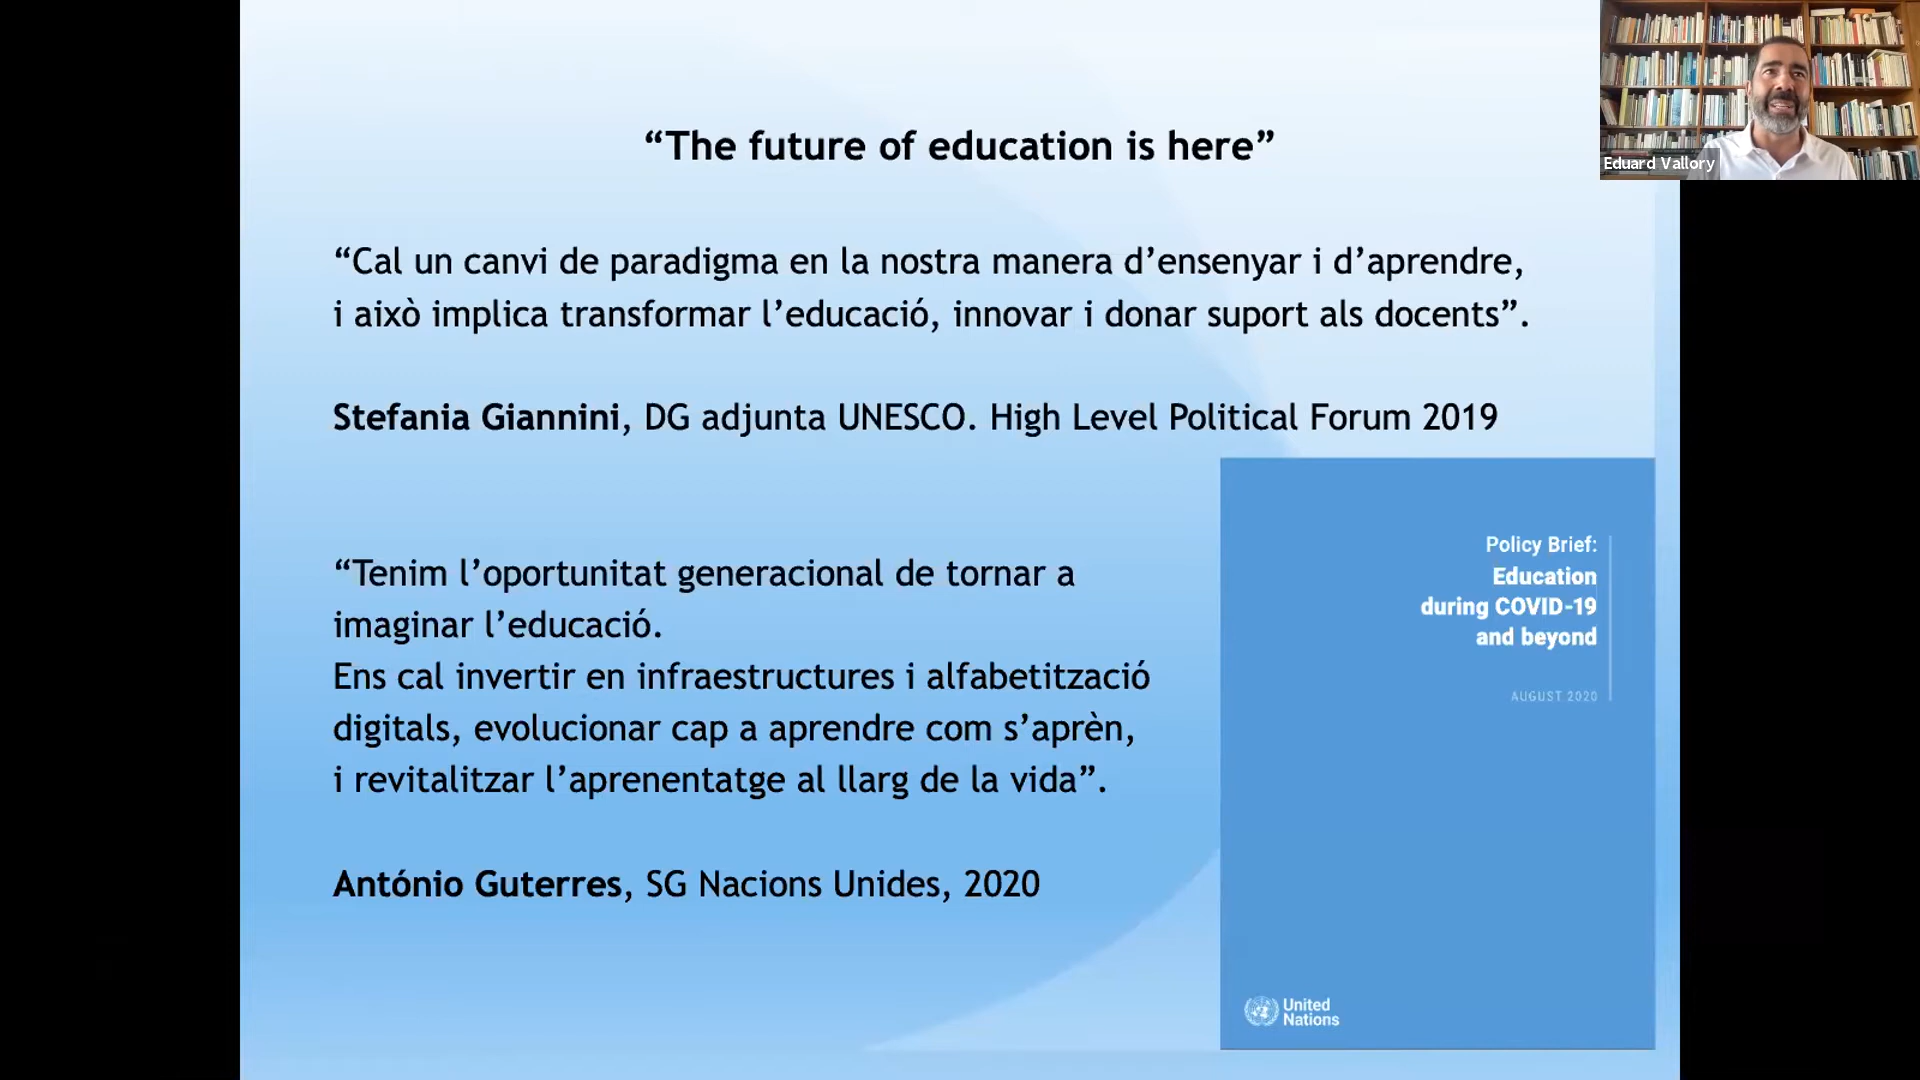 “The future of education is here”
“Cal un canvi de paradigma en la nostra manera d’ensenyar i d’aprendre,
i això implica transformar l’educació, innovar i donar suport als docents”.
Stefania Giannini, DG adjunta UNESCO. High Level Political Forum 2019
“Tenim l’oportunitat generacional de tornar a
imaginar l’educació.
Ens cal invertir en infraestructures i alfabetització
digitals, evolucionar cap a aprendre com s’aprèn,
i revitalitzar l’aprenentatge al llarg de la vida”.
António Guterres, SG Nacions Unides, 2020
Policy Brief:
Education
during COVID-19
and beyond
AUGUST 2020
United
Nations
Eduard Vallory